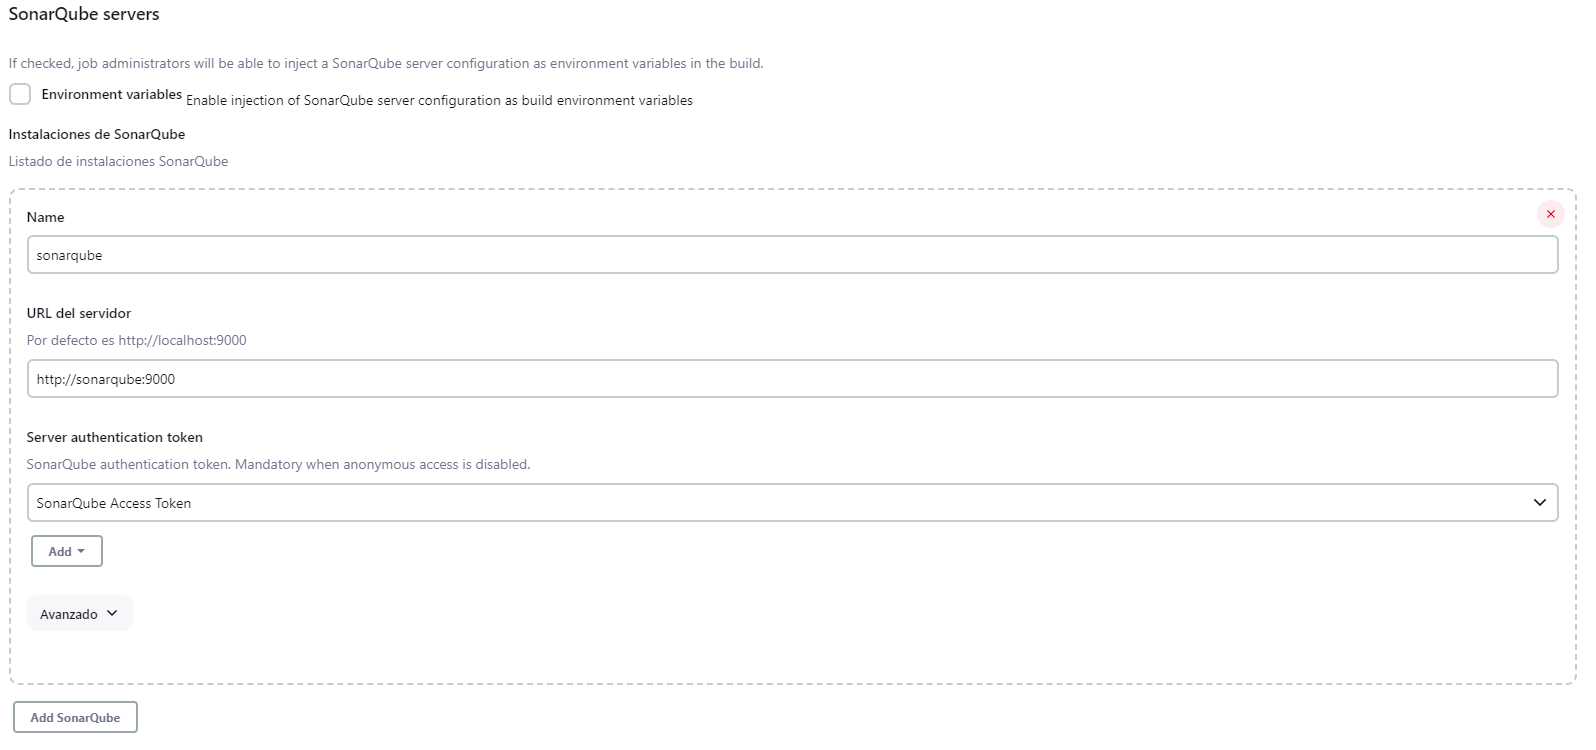 SonarQube servers
If checked, job administrators will be able to inject a SonarQube server configuration as environment variables in the build.
Environment variables Enable injection of SonarQube server configuration as build environment variables
Instalaciones de SonarQube
Listado de instalaciones SonarQube
Name
sonarqube
URL del servidor
Por defecto es http://localhost:9000
http://sonarqube:9000
Server authentication token
SonarQube authentication token. Mandatory when anonymous access is disabled.
SonarQube Access Token
Add
Avanzado
Add SonarQube